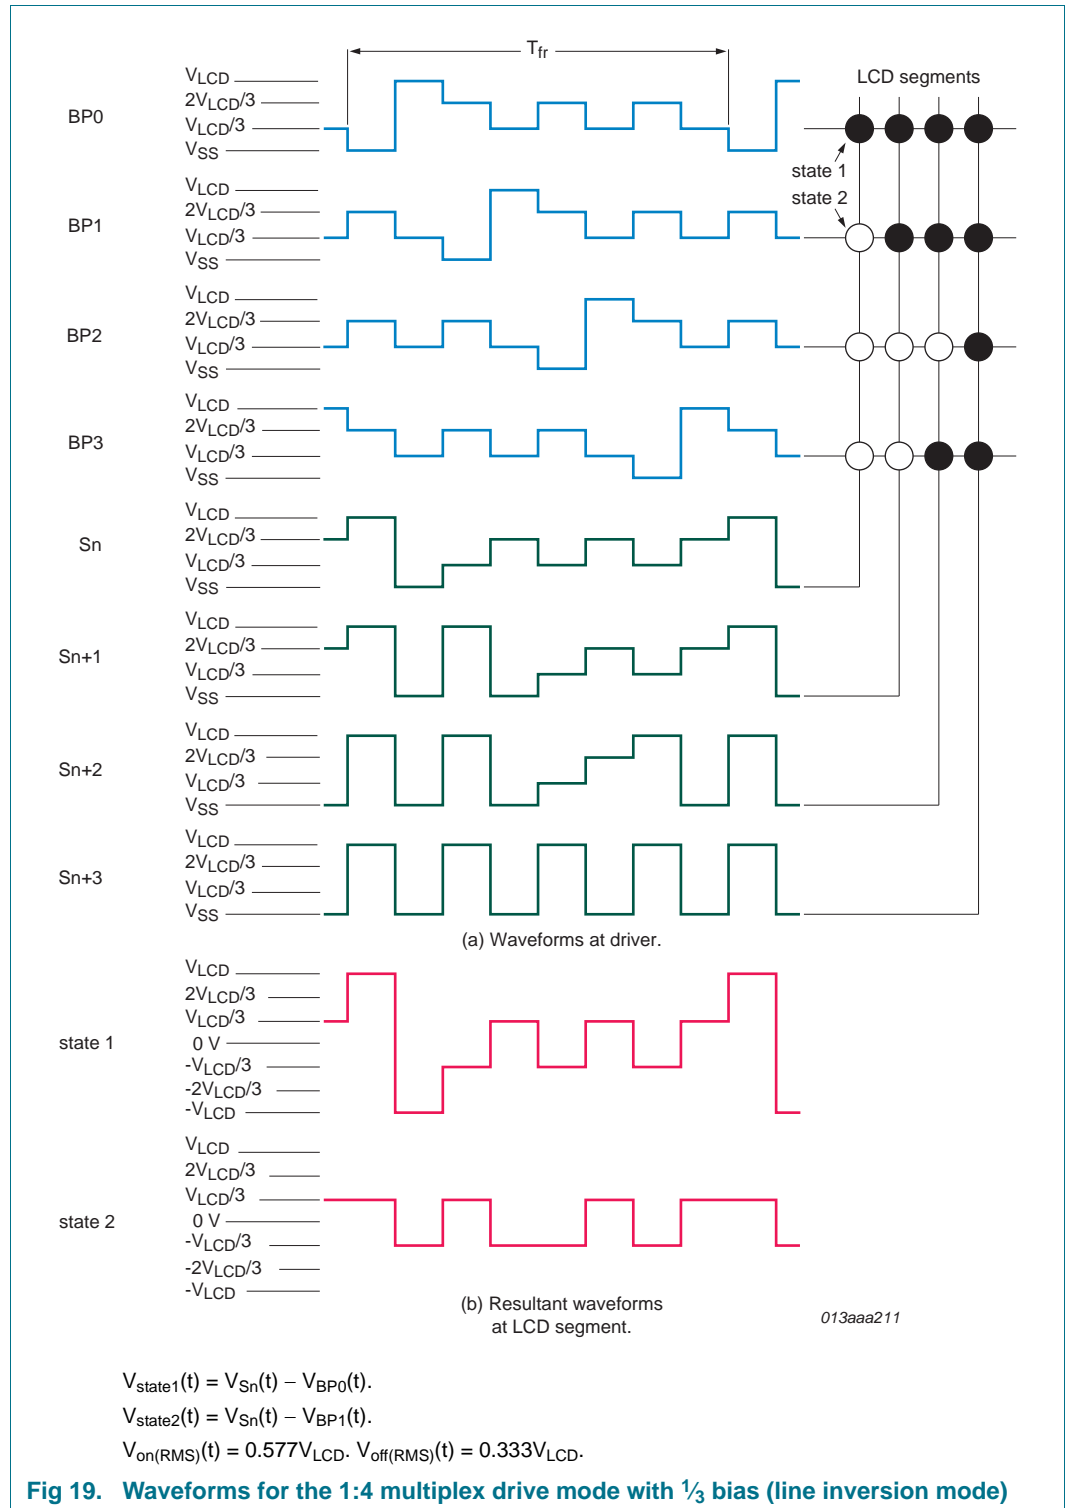 Tfr
LCD segments
BP0
VLCD
2VLCD/3
VLCD/3
VSS
state 1
state 2
BP1
VLCD
2VLCD/3
VLCD/3
VSS
BP2
VLCD
2VLCD/3
VLCD/3
VSS
BP3
VLCD
2VLCD/3
VLCD/3
VSS
Sn
VLCD
2VLCD/3
VLCD/3
VSS
Sn+1
VLCD
2VLCD/3
VLCD/3
VSS
Sn+2
VLCD
2VLCD/3
VLCD/3
VSS
Sn+3
VLCD
2VLCD/3
VLCD/3
VSS
(a) Waveforms at driver.
state 1
VLCD
2VLCD/3
VLCD/3
0 V
-VLCD/3
-2VLCD/3
-VLCD
state 2
VLCD
2VLCD/3
VLCD/3
0 V
-VLCD/3
-2VLCD/3
-VLCD
(b) Resultant waveforms
at LCD segment.
013aaa211
Vstate1(t) = VSn(t) − VBP0(t).
Vstate2(t) = VSn(t) − VBP1(t).
Von(RMS)(t) = 0.577VLCD. Voff(RMS)(t) = 0.333VLCD.
Fig 19. Waveforms for the 1:4 multiplex drive mode with 1⁄3 bias (line inversion mode)